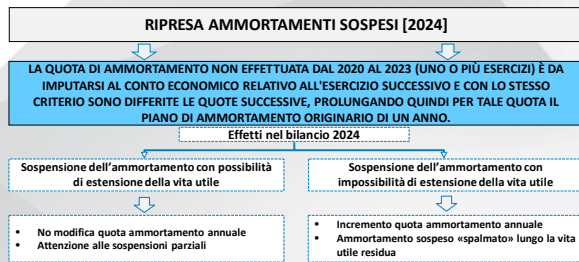 RIPRESA AMMORTAMENTI SOSPESI [2024]
LA QUOTA DI AMMORTAMENTO NON EFFETTUATA DAL 2020 AL 2023 (UNO O PIÙ ESERCIZI) È DA
IMPUTARSI AL CONTO ECONOMICO RELATIVO ALL'ESERCIZIO SUCCESSIVO E CON LO STESSO
CRITERIO SONO DIFFERITE LE QUOTE SUCCESSIVE, PROLUNGANDO QUINDI PER TALE QUOTA IL
PIANO DI AMMORTAMENTO ORIGINARIO DI UN ANNO.
Effetti nel bilancio 2024
Sospensione dell'ammortamento con possibilità
di estensione della vita utile
Sospensione dell'ammortamento con
impossibilità di estensione della vita utile
• No modifica quota ammortamento annuale
• Attenzione alle sospensioni parziali
• Incremento quota ammortamento annuale
• Ammortamento sospeso «spalmato» lungo la vita
utile residua